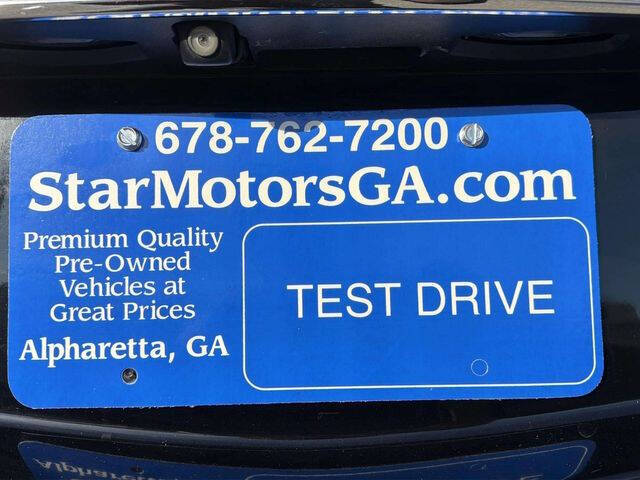 678-762-7200
StarMotorsGA.com
Premium Quality
Pre-Owned
Vehicles at
Great Prices
Alpharetta, GA
TEST DRIVE